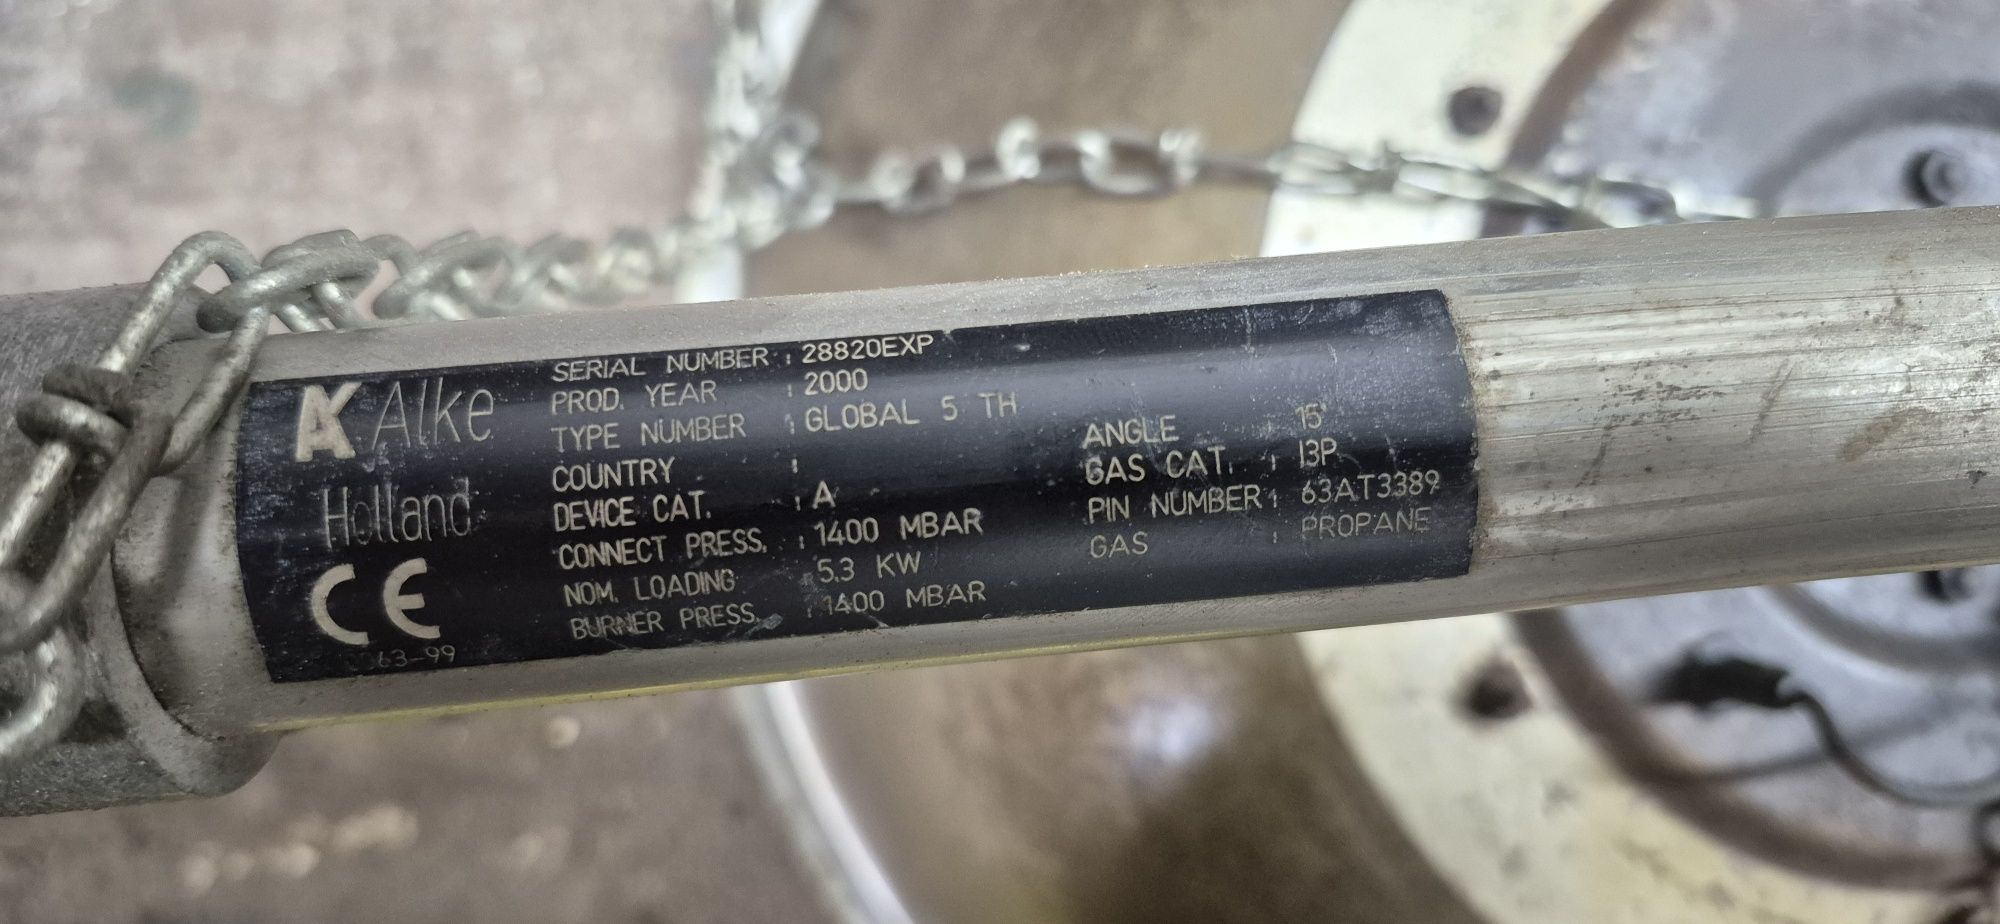 AK Alke
Holland
CE
63-99
SERIAL NUMBER : 28820EXP
PROD. YEAR : 2000
TYPE NUMBER : GLOBAL 5 TH
COUNTRY :
DEVICE CAT. : A
CONNECT PRESS. : 1400 MBAR
NOM. LOADING : 5.3 KW
BURNER PRESS. : 1400 MBAR
ANGLE : 15°
GAS CAT. : I3P
PIN NUMBER : 63AT3389
GAS : PROPANE